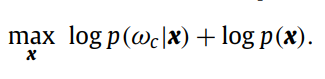 max log p(ω_c|x) + log p(x).
x